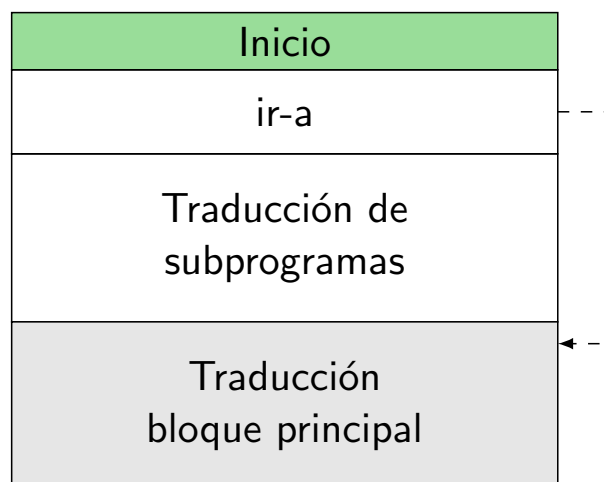 Inicio
ir-a
Traducción de
subprogramas
Traducción
bloque principal